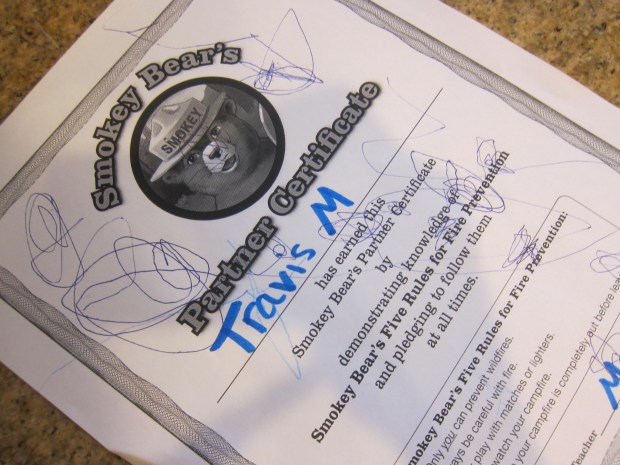 Smokey Bear's
SMOKEY
Partner Certificate
Travis M
has earned this
Smokey Bear's Partner Certificate
by
demonstrating knowledge of
Smokey Bear's Five Rules for Fire Prevention
and pledging to follow them
at all times.
mokey Bear's Five Rules for Fire Prevention:
Only you can prevent wildfires.
ays be careful with fire.
play with matches or lighters.
watch your campfire.
your campfire is completely out before lea
M
Teacher